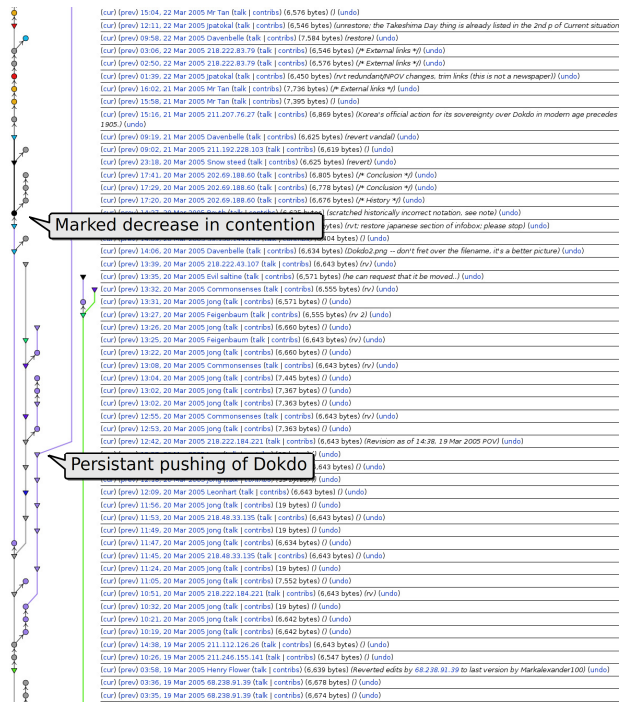 (cur) (prev) 15:04, 22 Mar 2005 Mr Tan (talk | contribs) (6,576 bytes) () (undo)
(cur) (prev) 12:11, 22 Mar 2005 Jpatokal (talk | contribs) (6,546 bytes) (unrestore; the Takeshima Day thing is already listed in the 2nd p of Current situation
(cur) (prev) 09:58, 22 Mar 2005 Davenbelle (talk | contribs) (7,584 bytes) (restore) (undo)
(cur) (prev) 03:06, 22 Mar 2005 218.222.83.79 (talk | contribs) (6,546 bytes) (/* External links */) (undo)
(cur) (prev) 02:50, 22 Mar 2005 218.222.83.79 (talk | contribs) (6,576 bytes) (/* External links */) (undo)
(cur) (prev) 01:39, 22 Mar 2005 Jpatokal (talk | contribs) (6,450 bytes) (rvt redundant/NPOV changes, trim links (this is not a newspaper)) (undo)
(cur) (prev) 16:02, 21 Mar 2005 Mr Tan (talk | contribs) (7,736 bytes) (/* External links */) (undo)
(cur) (prev) 15:58, 21 Mar 2005 Mr Tan (talk | contribs) (7,395 bytes) () (undo)
(cur) (prev) 15:16, 21 Mar 2005 211.207.76.27 (talk | contribs) (6,869 bytes) (Korea's official action for its sovereignty over Dokdo in modern age precedes
1905.) (undo)
(cur) (prev) 09:19, 21 Mar 2005 Davenbelle (talk | contribs) (6,625 bytes) (revert vandal) (undo)
(cur) (prev) 09:02, 21 Mar 2005 211.192.228.103 (talk | contribs) (6,619 bytes) () (undo)
(cur) (prev) 23:18, 20 Mar 2005 Snow steed (talk | contribs) (6,625 bytes) (revert) (undo)
(cur) (prev) 17:41, 20 Mar 2005 202.69.188.60 (talk | contribs) (6,805 bytes) (/* Conclusion */) (undo)
(cur) (prev) 17:29, 20 Mar 2005 202.69.188.60 (talk | contribs) (6,778 bytes) (/* Conclusion */) (undo)
(cur) (prev) 17:20, 20 Mar 2005 202.69.188.60 (talk | contribs) (6,676 bytes) (/* History */) (undo)
(scratched historically incorrect notation, see note) (undo)
Marked decrease in contention
bytes) (rvt; restore japanese section of infobox; please stop) (undo)
404 bytes) () (undo)
(cur) (prev) 14:06, 20 Mar 2005 Davenbelle (talk | contribs) (6,634 bytes) (Dokdo2.png -- don't fret over the filename, it's a better picture) (undo)
(cur) (prev) 13:39, 20 Mar 2005 218.222.43.107 (talk | contribs) (6,643 bytes) (rv) (undo)
(cur) (prev) 13:35, 20 Mar 2005 Evil saltine (talk | contribs) (6,571 bytes) (he can request that it be moved..) (undo)
(cur) (prev) 13:32, 20 Mar 2005 Commonsenses (talk | contribs) (6,555 bytes) (rv) (undo)
(cur) (prev) 13:31, 20 Mar 2005 Jong (talk | contribs) (6,571 bytes) () (undo)
(cur) (prev) 13:27, 20 Mar 2005 Feigenbaum (talk | contribs) (6,555 bytes) (rv 2) (undo)
(cur) (prev) 13:26, 20 Mar 2005 Jong (talk | contribs) (6,660 bytes) () (undo)
(cur) (prev) 13:25, 20 Mar 2005 Feigenbaum (talk | contribs) (6,643 bytes) (rv) (undo)
(cur) (prev) 13:22, 20 Mar 2005 Jong (talk | contribs) (6,660 bytes) () (undo)
(cur) (prev) 13:08, 20 Mar 2005 Commonsenses (talk | contribs) (6,643 bytes) (rv) (undo)
(cur) (prev) 13:04, 20 Mar 2005 Jong (talk | contribs) (7,445 bytes) () (undo)
(cur) (prev) 13:02, 20 Mar 2005 Jong (talk | contribs) (7,367 bytes) () (undo)
(cur) (prev) 13:02, 20 Mar 2005 Jong (talk | contribs) (7,363 bytes) () (undo)
(cur) (prev) 12:55, 20 Mar 2005 Commonsenses (talk | contribs) (6,643 bytes) (rv) (undo)
(cur) (prev) 12:53, 20 Mar 2005 Jong (talk | contribs) (7,363 bytes) () (undo)
(cur) (prev) 12:42, 20 Mar 2005 218.222.184.221 (talk | contribs) (6,643 bytes) (Revision as of 14:38, 19 Mar 2005 POV) (undo)
Persistant pushing of Dokdo
,643 bytes) () (undo)
(undo)
(cur) (prev) 12:09, 20 Mar 2005 Leonhart (talk | contribs) (6,643 bytes) () (undo)
(cur) (prev) 11:56, 20 Mar 2005 Jong (talk | contribs) (19 bytes) () (undo)
(cur) (prev) 11:53, 20 Mar 2005 218.48.33.135 (talk | contribs) (6,643 bytes) () (undo)
(cur) (prev) 11:49, 20 Mar 2005 Jong (talk | contribs) (19 bytes) () (undo)
(cur) (prev) 11:47, 20 Mar 2005 Jong (talk | contribs) (6,634 bytes) () (undo)
(cur) (prev) 11:45, 20 Mar 2005 218.48.33.135 (talk | contribs) (6,643 bytes) () (undo)
(cur) (prev) 11:24, 20 Mar 2005 Jong (talk | contribs) (19 bytes) () (undo)
(cur) (prev) 11:05, 20 Mar 2005 Jong (talk | contribs) (7,552 bytes) () (undo)
(cur) (prev) 10:51, 20 Mar 2005 218.222.184.221 (talk | contribs) (6,643 bytes) (rv) (undo)
(cur) (prev) 10:32, 20 Mar 2005 Jong (talk | contribs) (19 bytes) () (undo)
(cur) (prev) 10:21, 20 Mar 2005 Jong (talk | contribs) (6,642 bytes) () (undo)
(cur) (prev) 10:19, 20 Mar 2005 Jong (talk | contribs) (6,642 bytes) () (undo)
(cur) (prev) 14:38, 19 Mar 2005 211.112.126.26 (talk | contribs) (6,643 bytes) () (undo)
(cur) (prev) 10:26, 19 Mar 2005 211.246.155.141 (talk | contribs) (6,547 bytes) () (undo)
(cur) (prev) 03:58, 19 Mar 2005 Henry Flower (talk | contribs) (6,639 bytes) (Reverted edits by 68.238.91.39 to last version by Markalexander100) (undo)
(cur) (prev) 03:36, 19 Mar 2005 68.238.91.39 (talk | contribs) (6,678 bytes) () (undo)
(cur) (prev) 03:35, 19 Mar 2005 68.238.91.39 (talk | contribs) (6,674 bytes) () (undo)